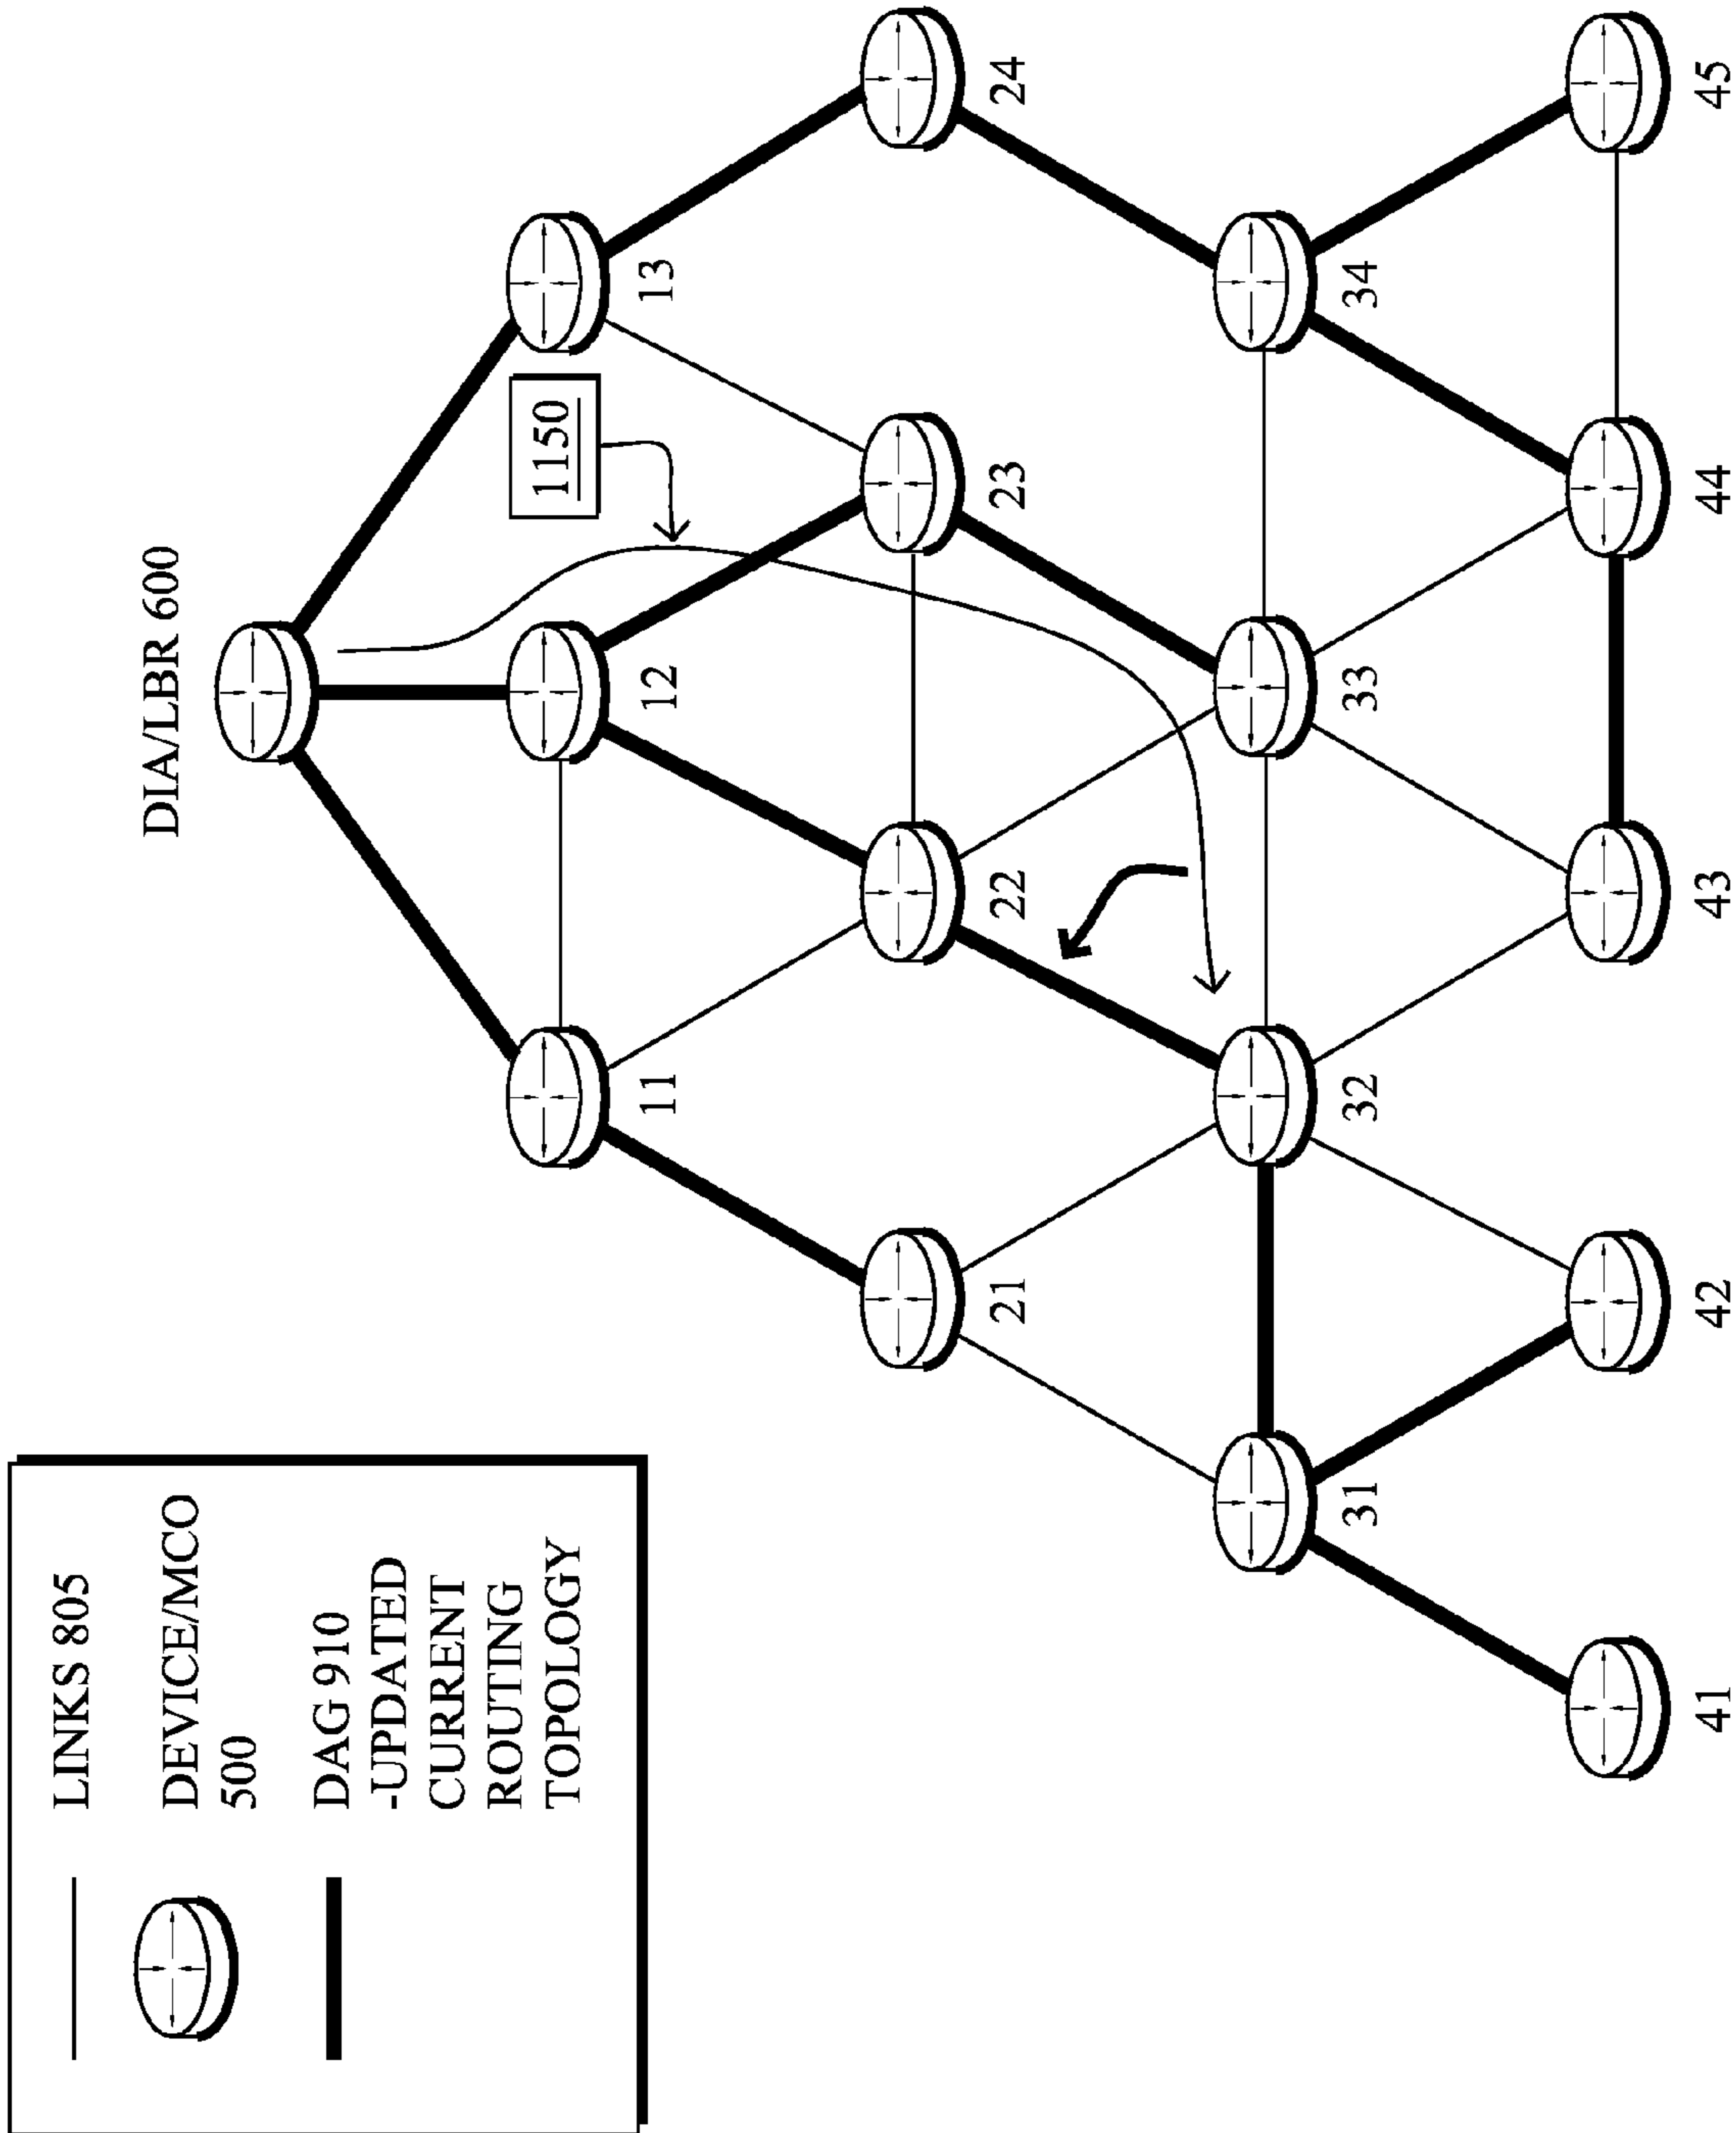 LINKS 805
DEVICE/MCO
500
DAG 910
-UPDATED
CURRENT
ROUTING
TOPOLOGY
DIA/LBR 600
1150
11
12
13
21
22
23
24
31
32
33
34
41
42
43
44
45